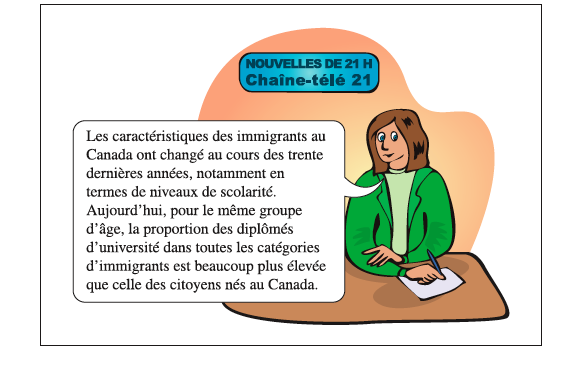 NOUVELLES DE 21 H
Chaîne-télé 21
Les caractéristiques des immigrants au
Canada ont changé au cours des trente
dernières années, notamment en
termes de niveaux de scolarité.
Aujourd’hui, pour le même groupe
d’âge, la proportion des diplômés
d’université dans toutes les catégories
d’immigrants est beaucoup plus élevée
que celle des citoyens nés au Canada.